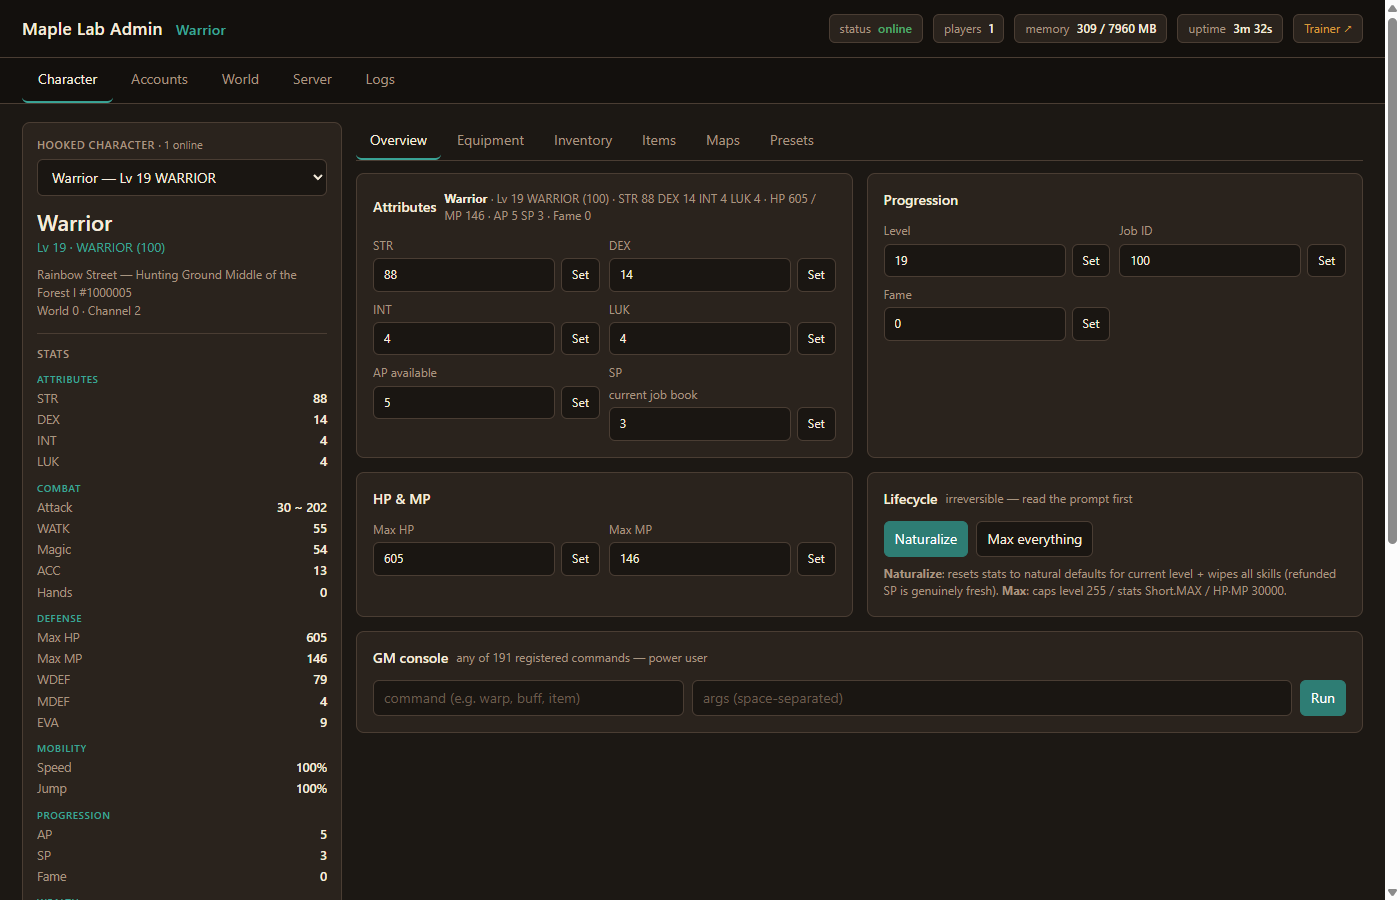 Maple Lab Admin Warrior
status online
players 1
memory 309 / 7960 MB
uptime 3m 32s
Trainer ↗
Character
Accounts
World
Server
Logs
HOOKED CHARACTER · 1 online
Warrior — Lv 19 WARRIOR
Warrior
Lv 19 · WARRIOR (100)
Rainbow Street — Hunting Ground Middle of the
Forest I #1000005
World 0 · Channel 2
STATS
ATTRIBUTES
STR 88
DEX 14
INT 4
LUK 4
COMBAT
Attack 30 ~ 202
WATK 55
Magic 54
ACC 13
Hands 0
DEFENSE
Max HP 605
Max MP 146
WDEF 79
MDEF 4
EVA 9
MOBILITY
Speed 100%
Jump 100%
PROGRESSION
AP 5
SP 3
Fame 0
Overview
Equipment
Inventory
Items
Maps
Presets
Attributes
Warrior · Lv 19 WARRIOR (100) · STR 88 DEX 14 INT 4 LUK 4 · HP 605 /
MP 146 · AP 5 SP 3 · Fame 0
STR
88 Set
DEX
14 Set
INT
4 Set
LUK
4 Set
AP available
5 Set
SP
current job book
3 Set
Progression
Level
19 Set
Job ID
100 Set
Fame
0 Set
HP & MP
Max HP
605 Set
Max MP
146 Set
Lifecycle irreversible — read the prompt first
Naturalize
Max everything
Naturalize: resets stats to natural defaults for current level + wipes all skills (refunded
SP is genuinely fresh). Max: caps level 255 / stats Short.MAX / HP·MP 30000.
GM console any of 191 registered commands — power user
command (e.g. warp, buff, item)
args (space-separated)
Run